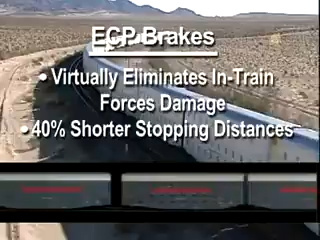 ECP Brakes
• Virtually Eliminates In-Train
Forces Damage
• 40% Shorter Stopping Distances